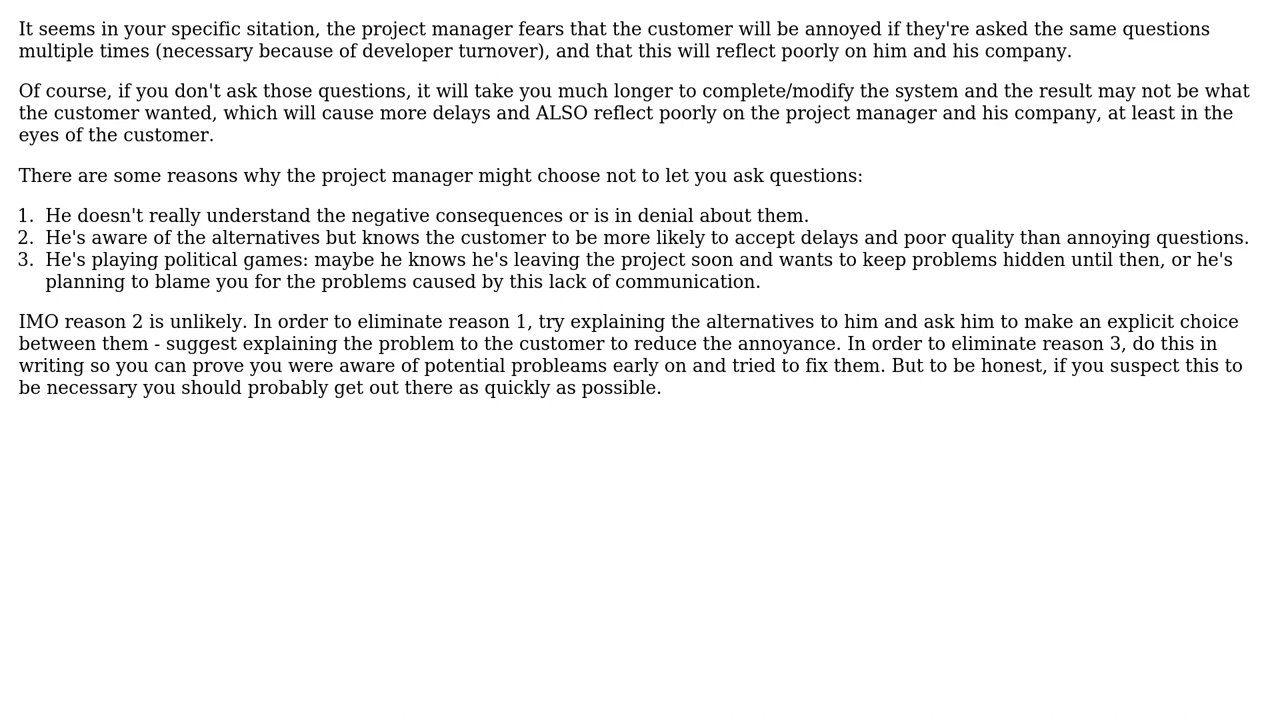 It seems in your specific sitation, the project manager fears that the customer will be annoyed if they're asked the same questions
multiple times (necessary because of developer turnover), and that this will reflect poorly on him and his company.
Of course, if you don't ask those questions, it will take you much longer to complete/modify the system and the result may not be what
the customer wanted, which will cause more delays and ALSO reflect poorly on the project manager and his company, at least in the
eyes of the customer.
There are some reasons why the project manager might choose not to let you ask questions:
1. He doesn't really understand the negative consequences or is in denial about them.
2. He's aware of the alternatives but knows the customer to be more likely to accept delays and poor quality than annoying questions.
3. He's playing political games: maybe he knows he's leaving the project soon and wants to keep problems hidden until then, or he's
planning to blame you for the problems caused by this lack of communication.
IMO reason 2 is unlikely. In order to eliminate reason 1, try explaining the alternatives to him and ask him to make an explicit choice
between them - suggest explaining the problem to the customer to reduce the annoyance. In order to eliminate reason 3, do this in
writing so you can prove you were aware of potential probleams early on and tried to fix them. But to be honest, if you suspect this to
be necessary you should probably get out there as quickly as possible.